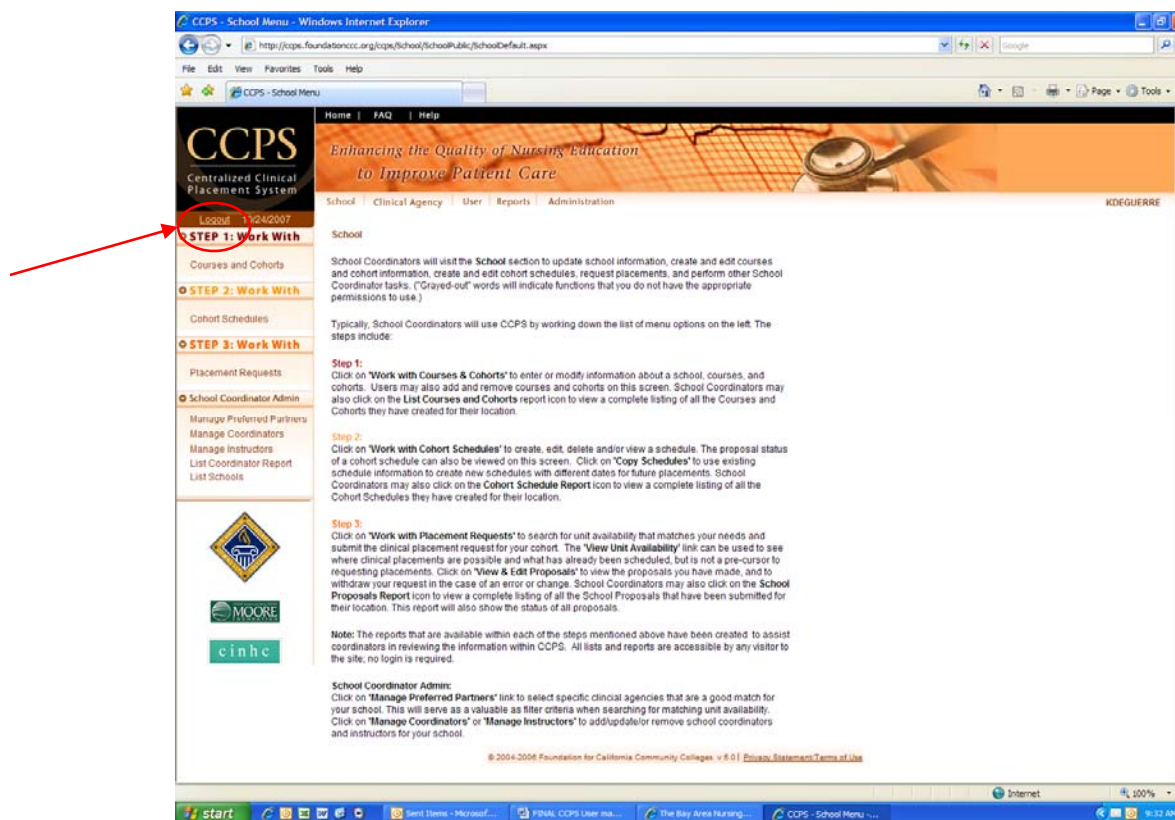 CCPS - School Menu - Windows Internet Explorer
http://ccps.foundationccc.org/ccps/School/SchoolPublic/SchoolDefault.aspx
Google
File Edit View Favorites Tools Help
CCPS - School Menu
Page Tools
Home | FAQ | Help
CCPS
Centralized Clinical
Placement System
Enhancing the Quality of Nursing Education
to Improve Patient Care
School Clinical Agency User Reports Administration
KDEGUERRE
Logout 10/24/2007
STEP 1: Work With
Courses and Cohorts
STEP 2: Work With
Cohort Schedules
STEP 3: Work With
Placement Requests
School Coordinator Admin
Manage Preferred Partners
Manage Coordinators
Manage Instructors
List Coordinator Report
List Schools
MOORE
cinhc
School
School Coordinators will visit the School section to update school information, create and edit courses
and cohort information, create and edit cohort schedules, request placements, and perform other School
Coordinator tasks. ("Grayed-out" words will indicate functions that you do not have the appropriate
permissions to use.)
Typically, School Coordinators will use CCPS by working down the list of menu options on the left. The
steps include:
Step 1:
Click on "Work with Courses & Cohorts" to enter or modify information about a school, courses, and
cohorts. Users may also add and remove courses and cohorts on this screen. School Coordinators may
also click on the List Courses and Cohorts report icon to view a complete listing of all the Courses and
Cohorts they have created for their location.
Step 2:
Click on "Work with Cohort Schedules" to create, edit, delete and/or view a schedule. The proposal status
of a cohort schedule can also be viewed on this screen. Click on "Copy Schedules" to use existing
schedule information to create new schedules with different dates for future placements. School
Coordinators may also click on the Cohort Schedule Report icon to view a complete listing of all the
Cohort Schedules they have created for their location.
Step 3:
Click on "Work with Placement Requests" to search for unit availability that matches your needs and
submit the clinical placement request for your cohort. The "View Unit Availability" link can be used to see
where clinical placements are possible and what has already been scheduled, but is not a pre-cursor to
requesting placements. Click on "View & Edit Proposals" to view the proposals you have made, and to
withdraw your request in the case of an error or change. School Coordinators may also click on the School
Proposals Report icon to view a complete listing of all the School Proposals that have been submitted for
their location. This report will also show the status of all proposals.
Note: The reports that are available within each of the steps mentioned above have been created to assist
coordinators in reviewing the information within CCPS. All lists and reports are accessible by any visitor to
the site; no login is required.
School Coordinator Admin:
Click on "Manage Preferred Partners" link to select specific clincial agencies that are a good match for
your school. This will serve as a valuable as filter criteria when searching for matching unit availability.
Click on "Manage Coordinators" or "Manage Instructors" to add/update/or remove school coordinators
and instructors for your school.
© 2004-2006 Foundation for California Community Colleges v 6.0 | Privacy Statement/Terms of Use
Internet 100%
start Sent Items - Microsof... FINAL CCPS User ma... The Bay Area Nursing... CCPS - School Menu -... 9:32 AM